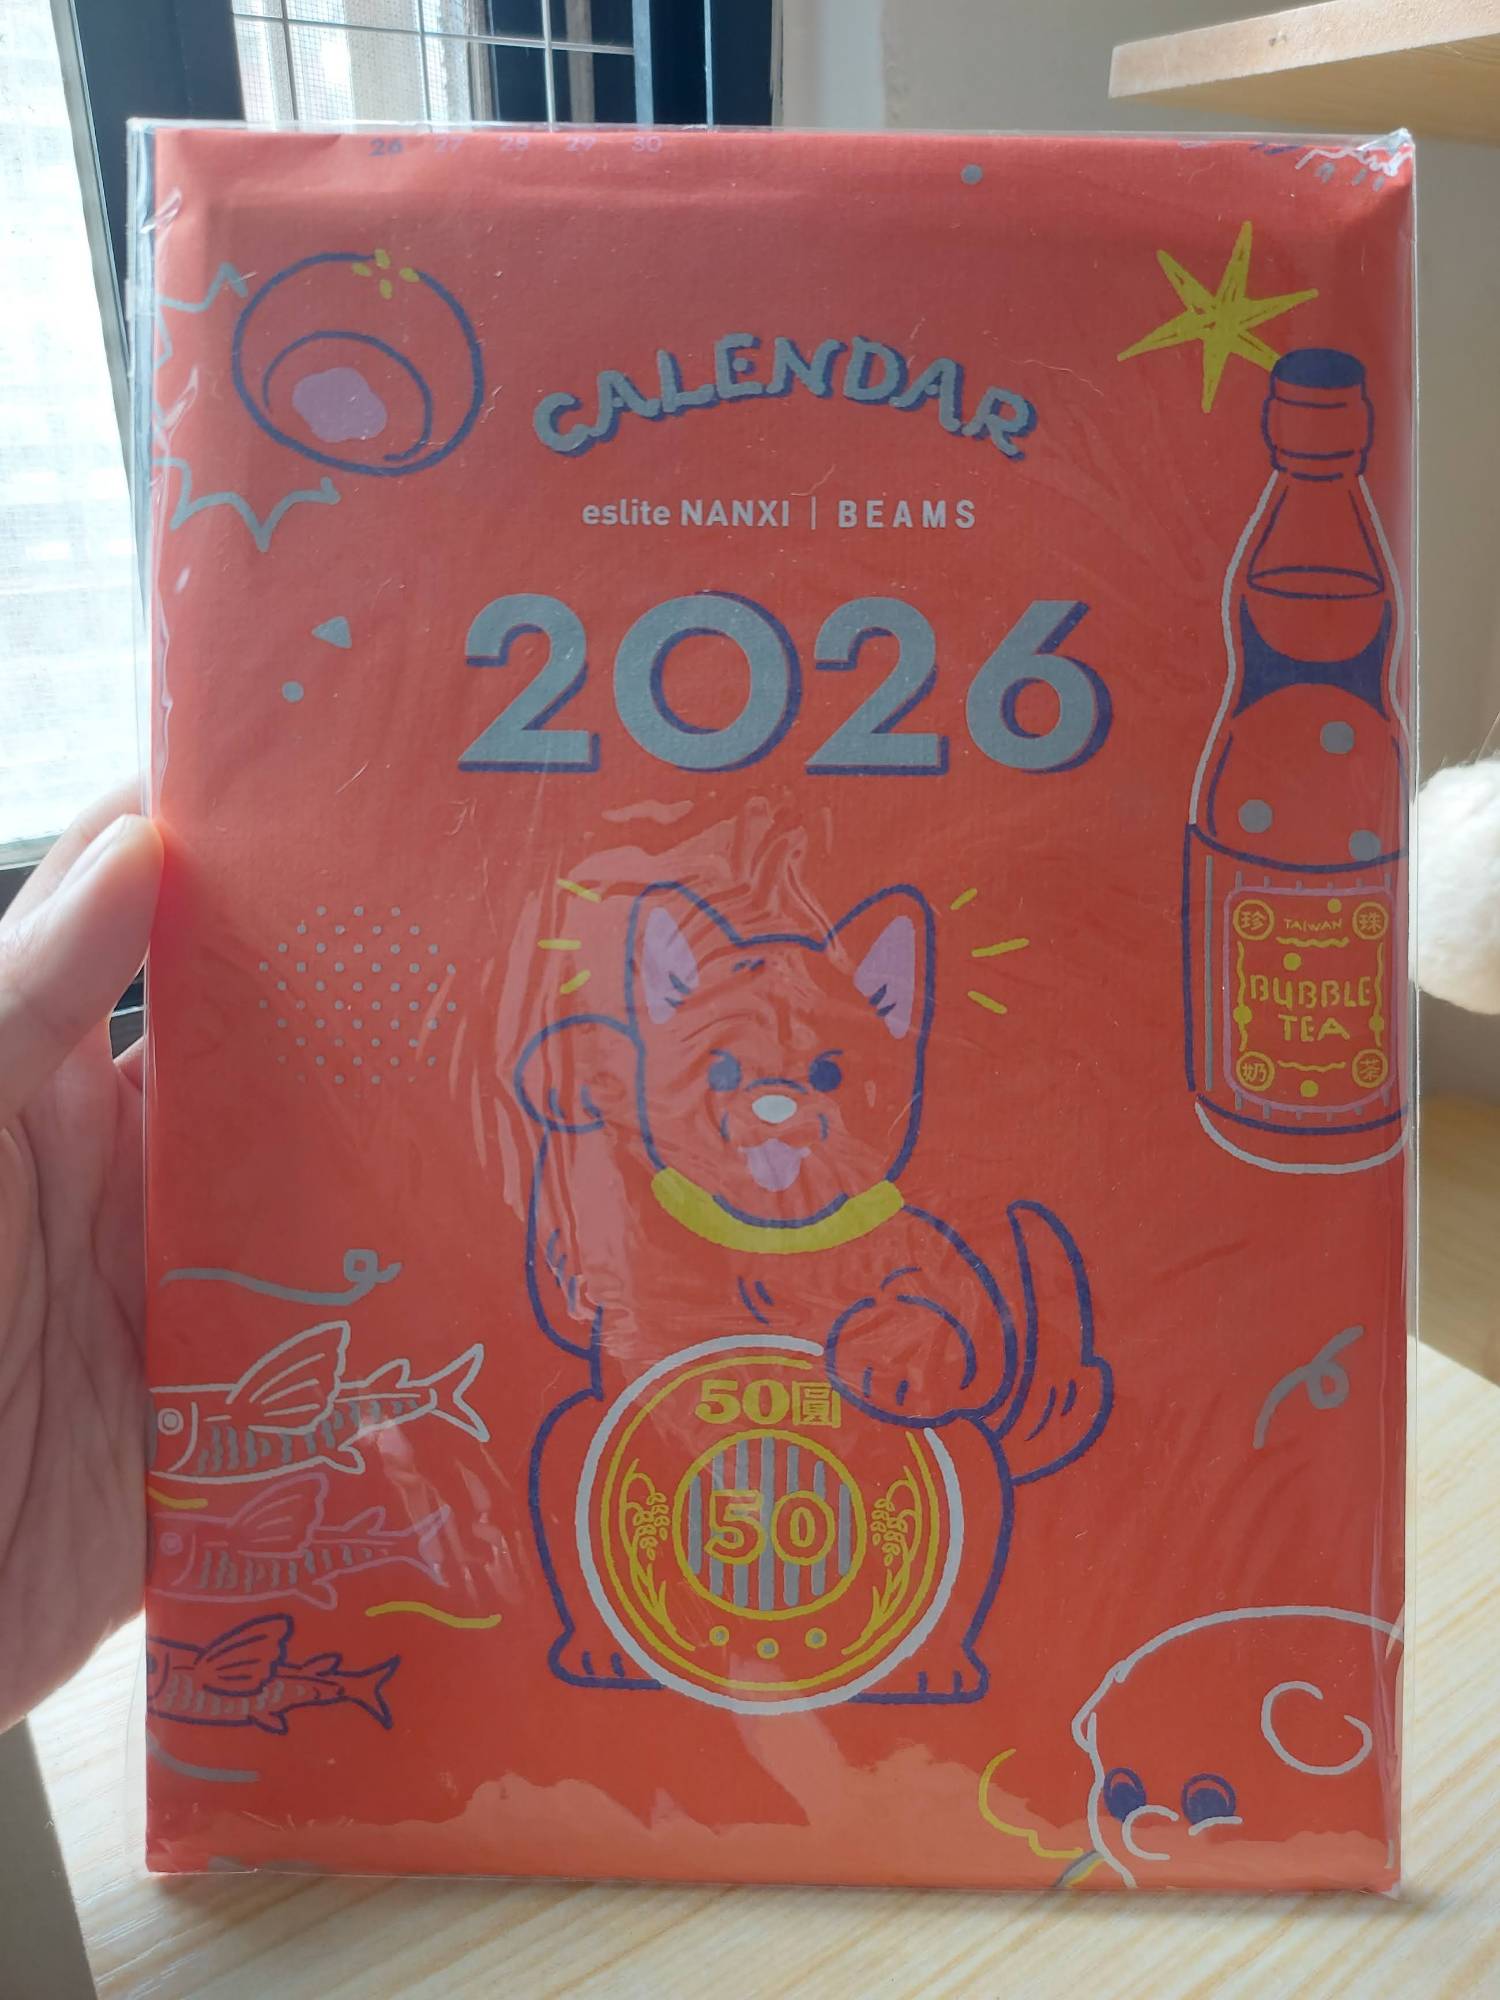 26 27 28 29 30
CALENDAR
eslite NANXI | BEAMS
2026
珍 TAIWAN 珠
BUBBLE
TEA
奶 茶
50圓
50